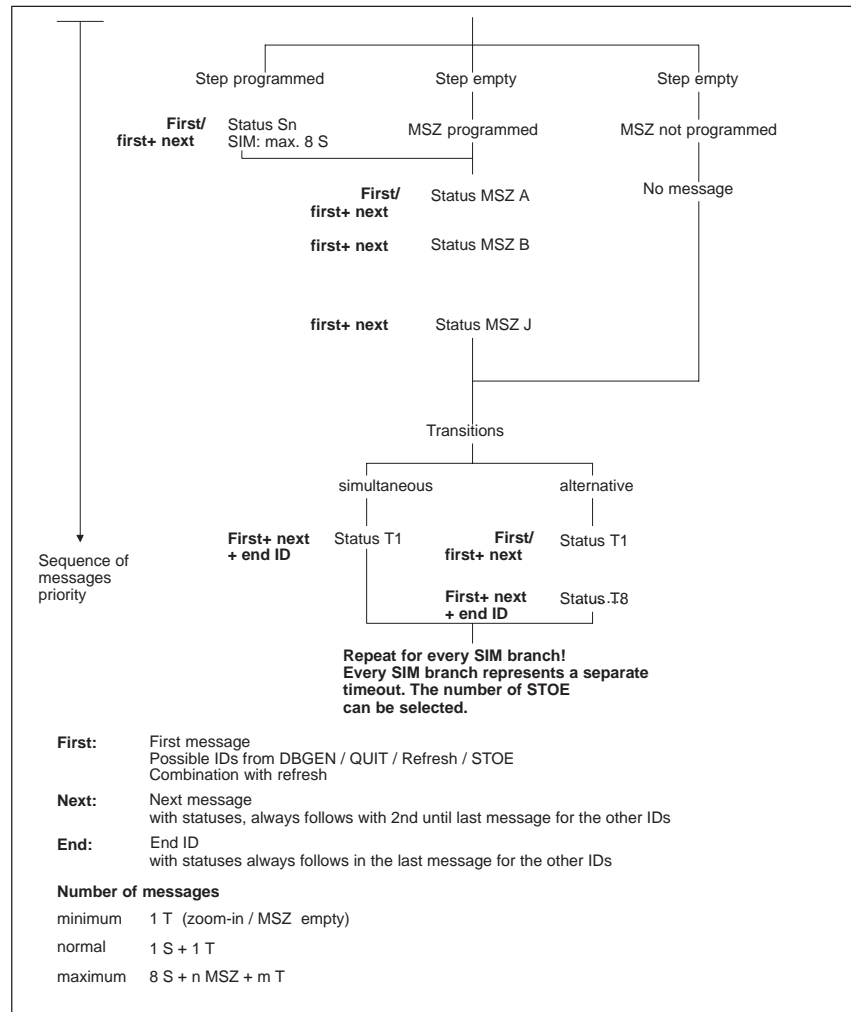 Step programmed Step empty Step empty
First/ first+ next
Status Sn
SIM: max. 8 S
MSZ programmed
MSZ not programmed
First/ first+ next
Status MSZ A
No message
first+ next Status MSZ B
first+ next Status MSZ J
Transitions
simultaneous alternative
First+ next
+ end ID
Status T1
First/
first+ next
Status T1
Sequence of
messages
priority
First+ next
+ end ID
Status..T8
Repeat for every SIM branch!
Every SIM branch represents a separate
timeout. The number of STOE
can be selected.
First: First message
Possible IDs from DBGEN / QUIT / Refresh / STOE
Combination with refresh
Next: Next message
with statuses, always follows with 2nd until last message for the other IDs
End: End ID
with statuses always follows in the last message for the other IDs
Number of messages
minimum 1 T (zoom-in / MSZ empty)
normal 1 S + 1 T
maximum 8 S + n MSZ + m T